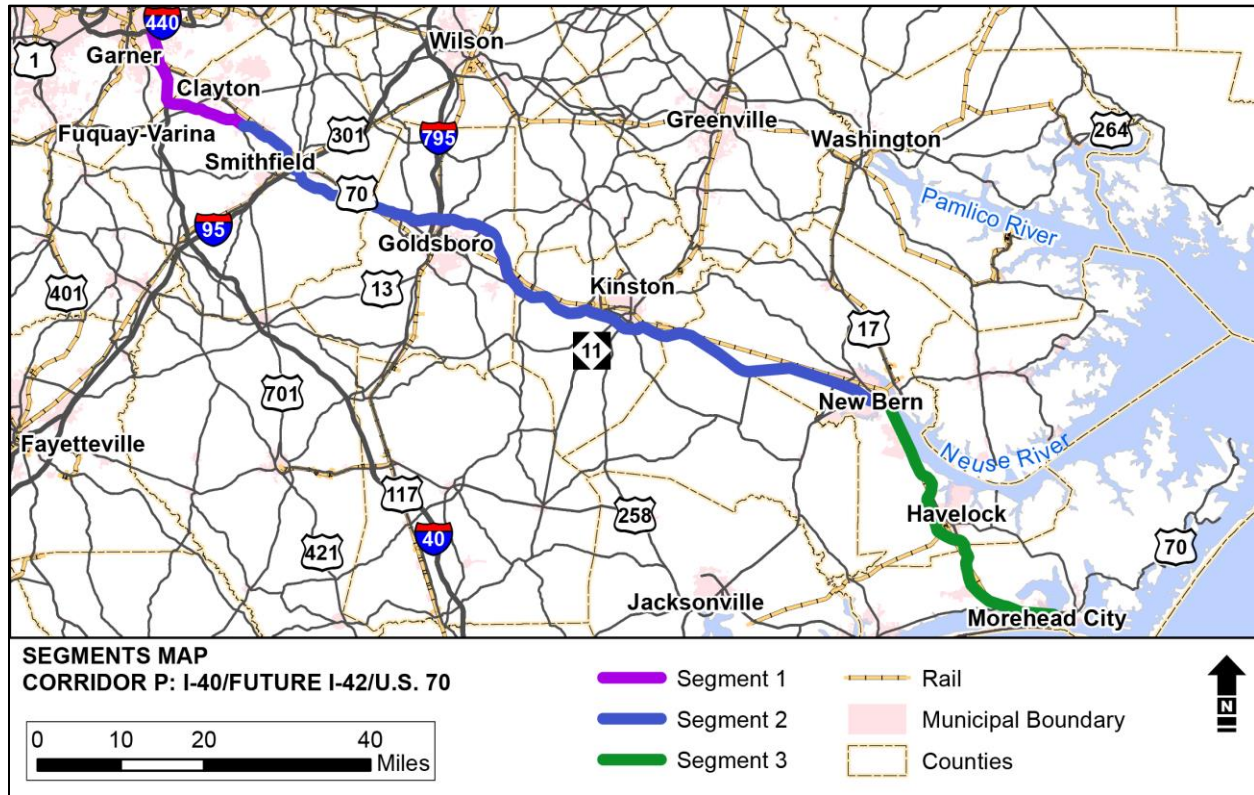 440
Wilson
1
Garner
Clayton
Greenville
264
Fuquay-Varina
301
795
Washington
Smithfield
70
Pamlico River
95
Goldsboro
401
13
Kinston
17
11
701
New Bern
Fayetteville
Neuse River
117
258
Havelock
40
421
70
Jacksonville
Morehead City
SEGMENTS MAP
CORRIDOR P: I-40/FUTURE I-42/U.S. 70
0 10 20 40
Miles
Segment 1
Segment 2
Segment 3
Rail
Municipal Boundary
Counties
N